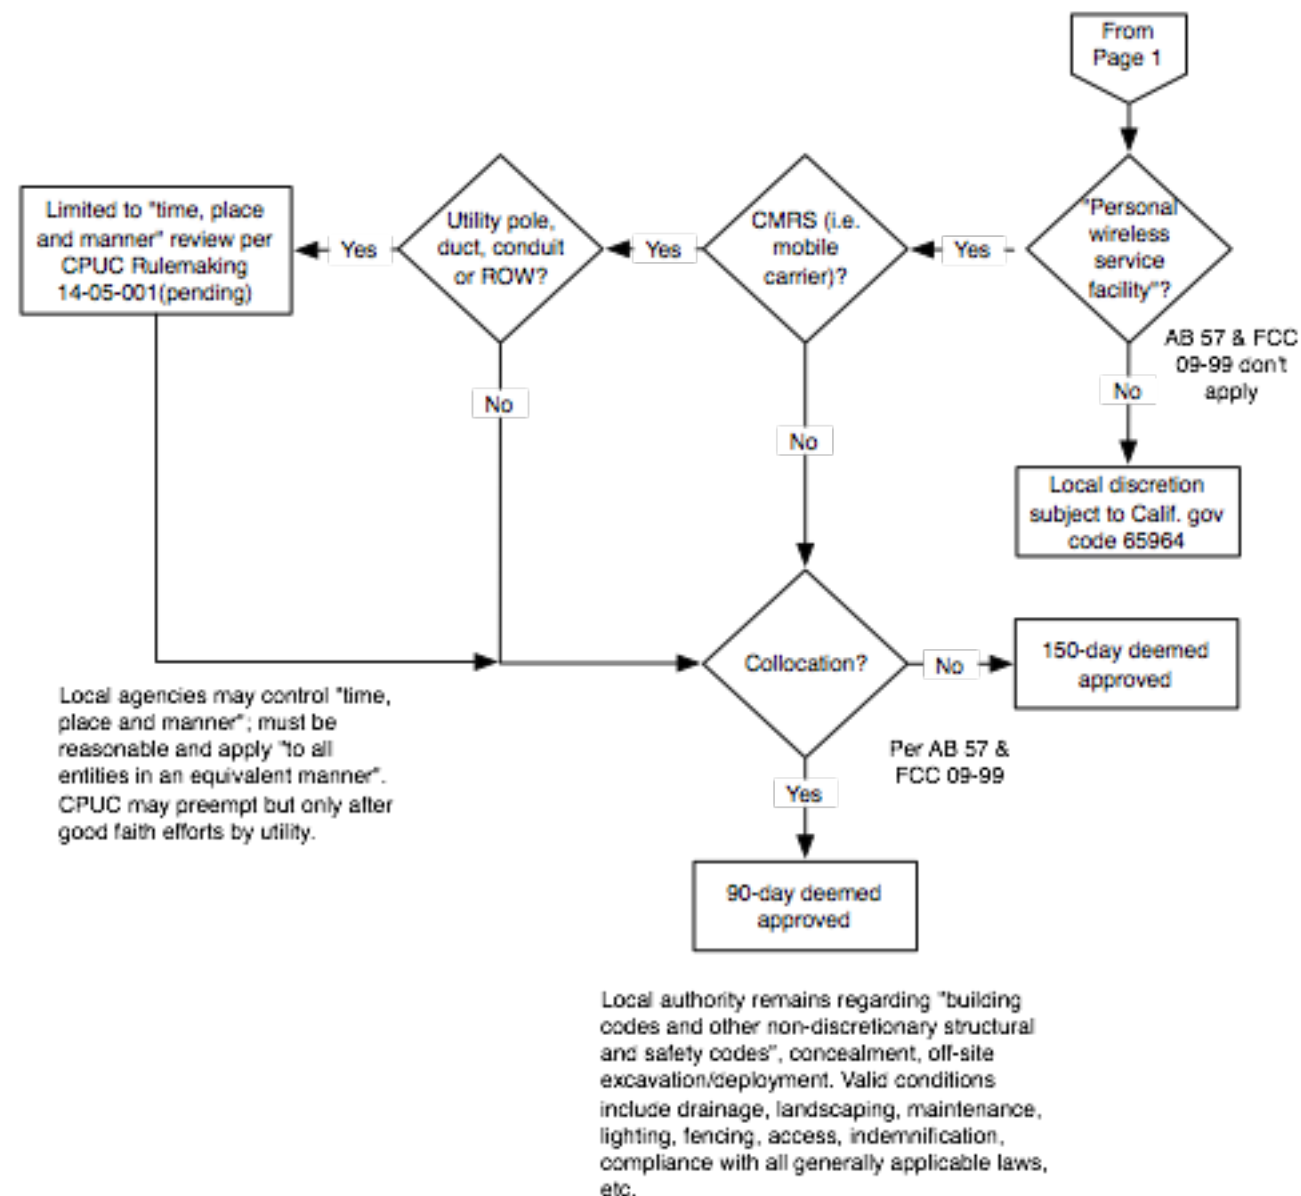 From
Page 1
"Personal
wireless
service
facility"?
Yes
CMRS (i.e.
mobile
carrier)?
Yes
Utility pole,
duct, conduit
or ROW?
Yes
Limited to "time, place
and manner" review per
CPUC Rulemaking
14-05-001(pending)
AB 57 & FCC
09-99 don't
apply
No
No
No
Local discretion
subject to Calif. gov
code 65964
Collocation?
No
150-day deemed
approved
Local agencies may control "time,
place and manner"; must be
reasonable and apply "to all
entities in an equivalent manner".
CPUC may preempt but only after
good faith efforts by utility.
Per AB 57 &
FCC 09-99
Yes
90-day deemed
approved
Local authority remains regarding "building
codes and other non-discretionary structural
and safety codes", concealment, off-site
excavation/deployment. Valid conditions
include drainage, landscaping, maintenance,
lighting, fencing, access, indemnification,
compliance with all generally applicable laws,
etc.